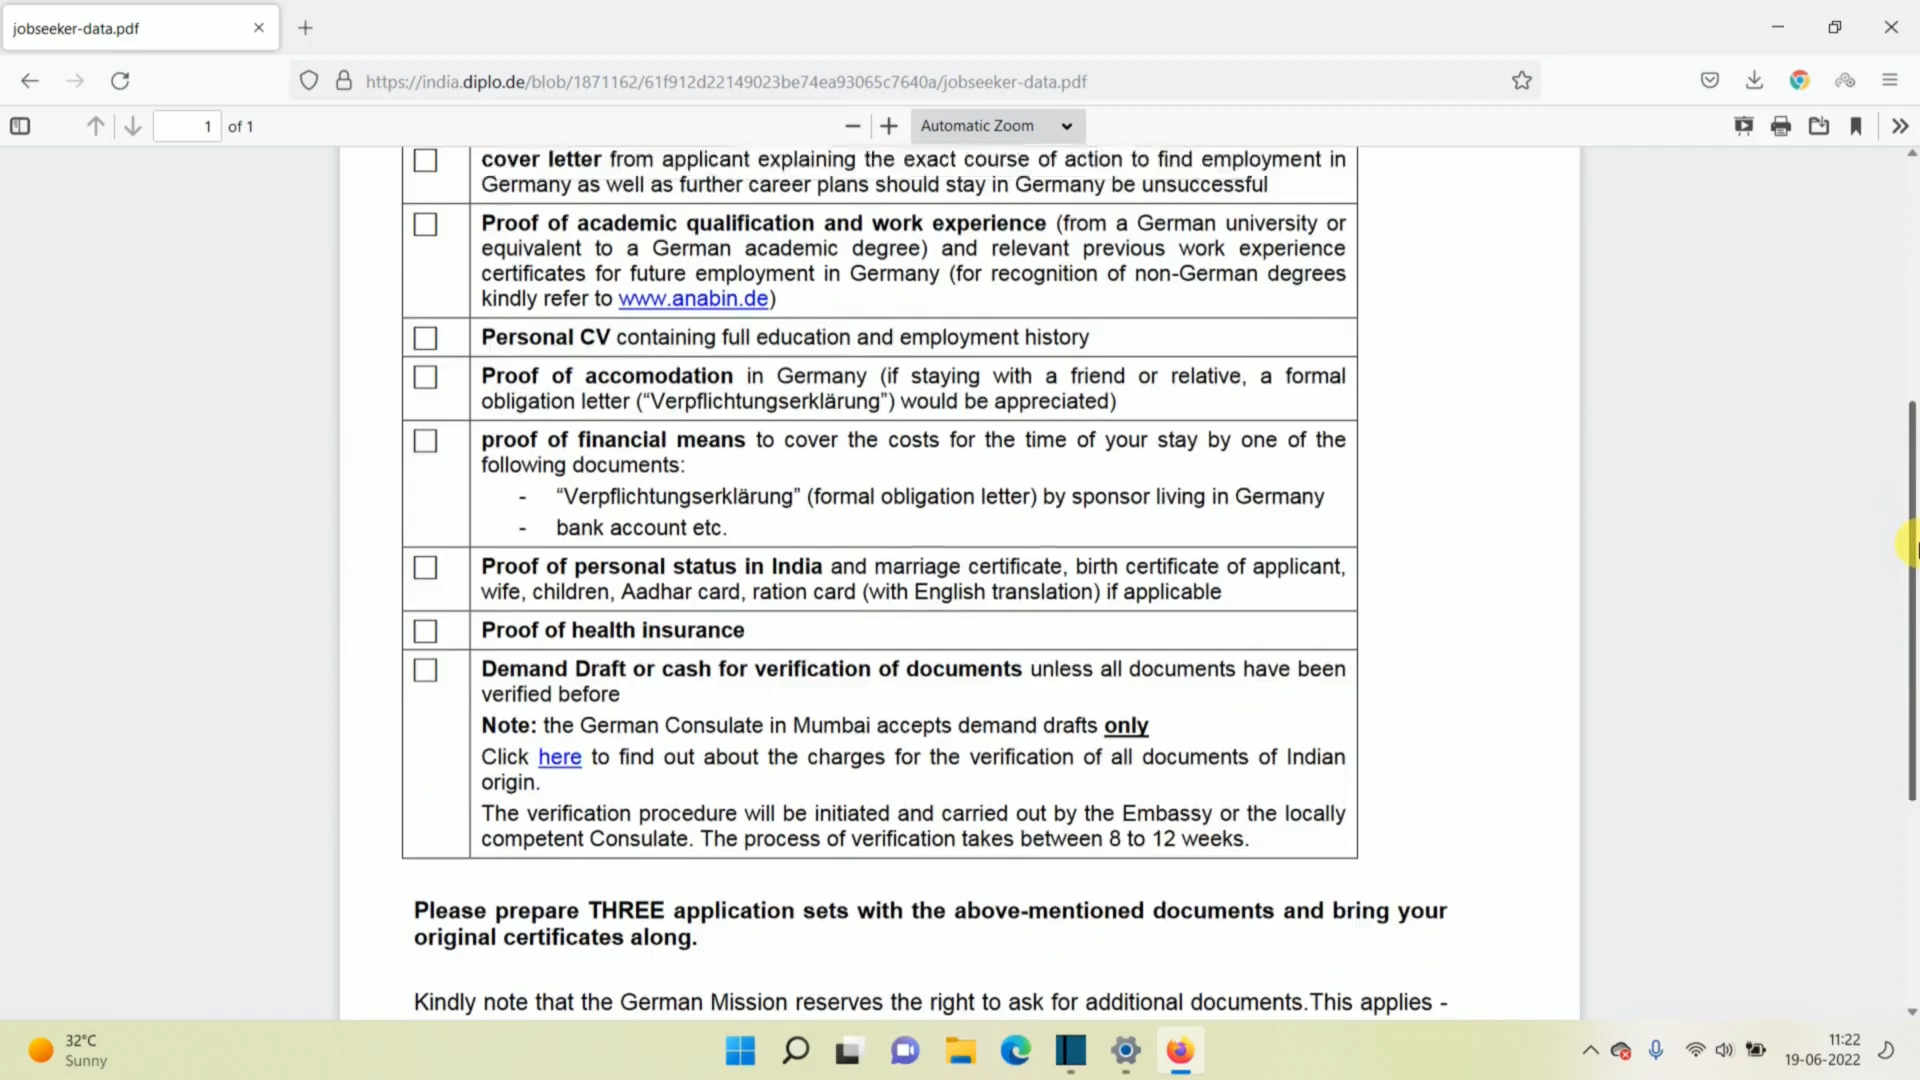 jobseeker-data.pdf
https://india.diplo.de/blob/1871162/61f912d22149023be74ea93065c7640a/jobseeker-data.pdf
1 of 1
Automatic Zoom
cover letter from applicant explaining the exact course of action to find employment in
Germany as well as further career plans should stay in Germany be unsuccessful
Proof of academic qualification and work experience (from a German university or
equivalent to a German academic degree) and relevant previous work experience
certificates for future employment in Germany (for recognition of non-German degrees
kindly refer to www.anabin.de)
Personal CV containing full education and employment history
Proof of accomodation in Germany (if staying with a friend or relative, a formal
obligation letter (“Verpflichtungserklärung”) would be appreciated)
proof of financial means to cover the costs for the time of your stay by one of the
following documents:
- “Verpflichtungserklärung” (formal obligation letter) by sponsor living in Germany
- bank account etc.
Proof of personal status in India and marriage certificate, birth certificate of applicant,
wife, children, Aadhar card, ration card (with English translation) if applicable
Proof of health insurance
Demand Draft or cash for verification of documents unless all documents have been
verified before
Note: the German Consulate in Mumbai accepts demand drafts only
Click here to find out about the charges for the verification of all documents of Indian
origin.
The verification procedure will be initiated and carried out by the Embassy or the locally
competent Consulate. The process of verification takes between 8 to 12 weeks.
Please prepare THREE application sets with the above-mentioned documents and bring your
original certificates along.
Kindly note that the German Mission reserves the right to ask for additional documents.This applies -
32°C
Sunny
11:22
19-06-2022